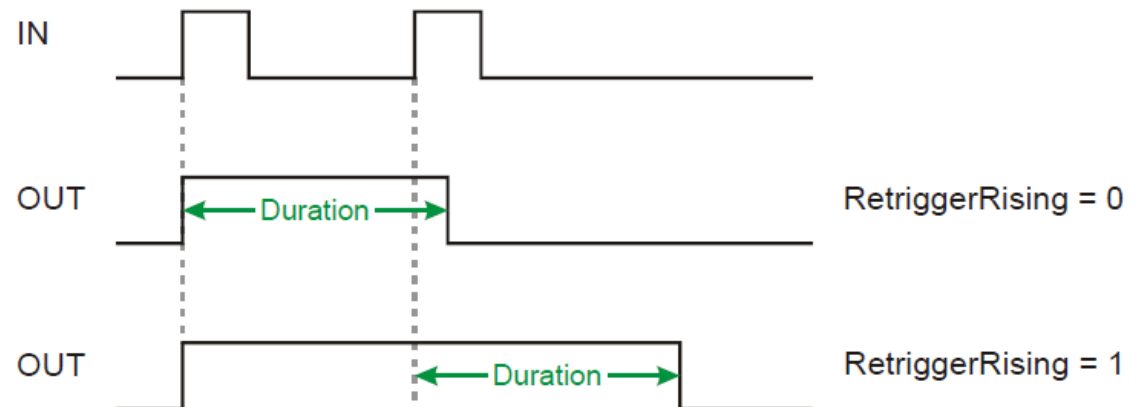 IN
OUT
Duration
RetriggerRising = 0
OUT
Duration
RetriggerRising = 1